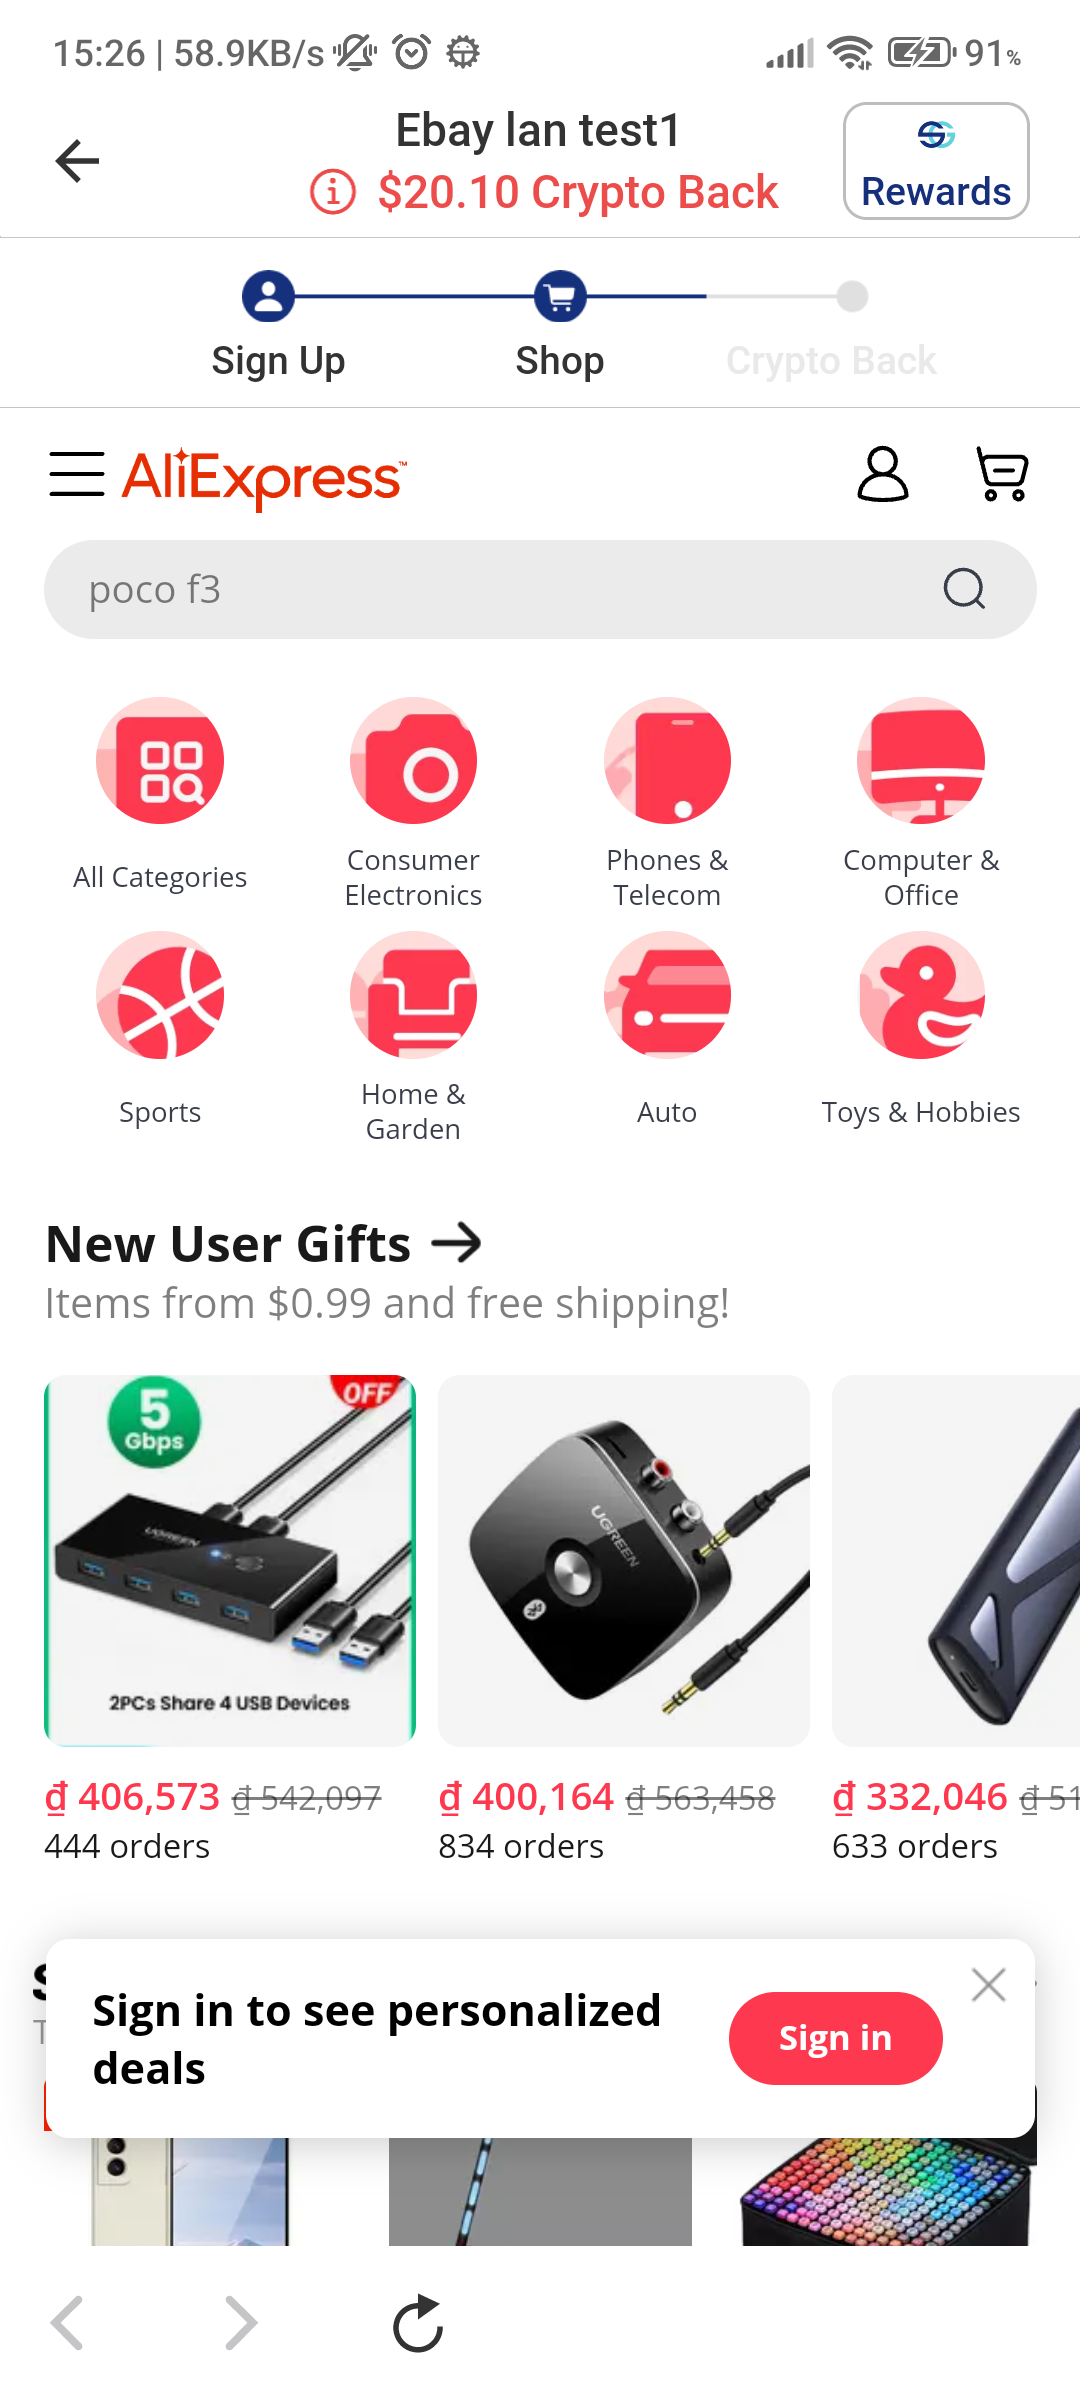 15:26 | 58.9KB/s
91%
Ebay lan test1
$20.10 Crypto Back
Rewards
Sign Up
Shop
Crypto Back
AliExpress™
poco f3
All Categories
Consumer
Electronics
Phones &
Telecom
Computer &
Office
Sports
Home &
Garden
Auto
Toys & Hobbies
New User Gifts
Items from $0.99 and free shipping!
5
Gbps
OFF
UGREEN
2PCs Share 4 USB Devices
UGREEN
₫ 406,573 ₫ 542,097
444 orders
₫ 400,164 ₫ 563,458
834 orders
₫ 332,046 ₫ 51
633 orders
Sign in to see personalized
deals
Sign in